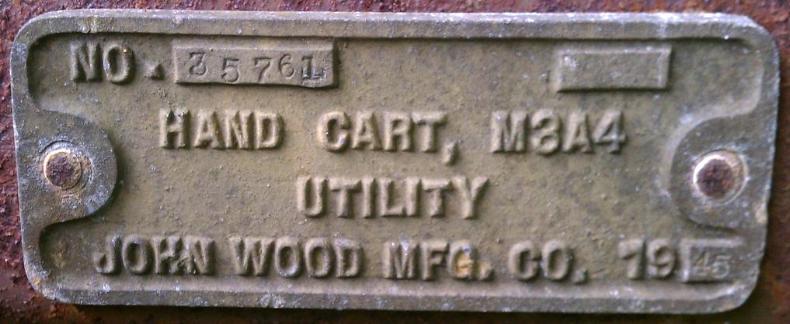 NO. 35761
HAND CART, M3A4
UTILITY
JOHN WOOD MFG. CO. 1945